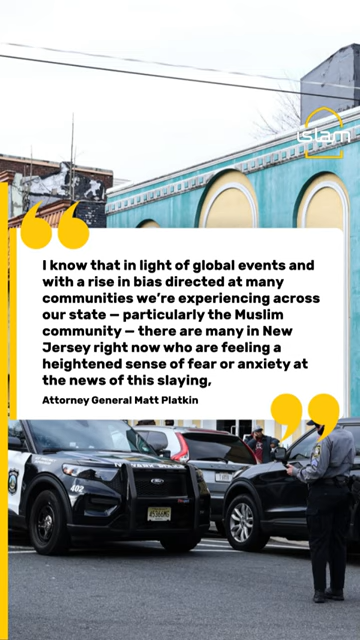 islam
I know that in light of global events and
with a rise in bias directed at many
communities we're experiencing across
our state — particularly the Muslim
community — there are many in New
Jersey right now who are feeling a
heightened sense of fear or anxiety at
the news of this slaying,
Attorney General Matt Platkin
402